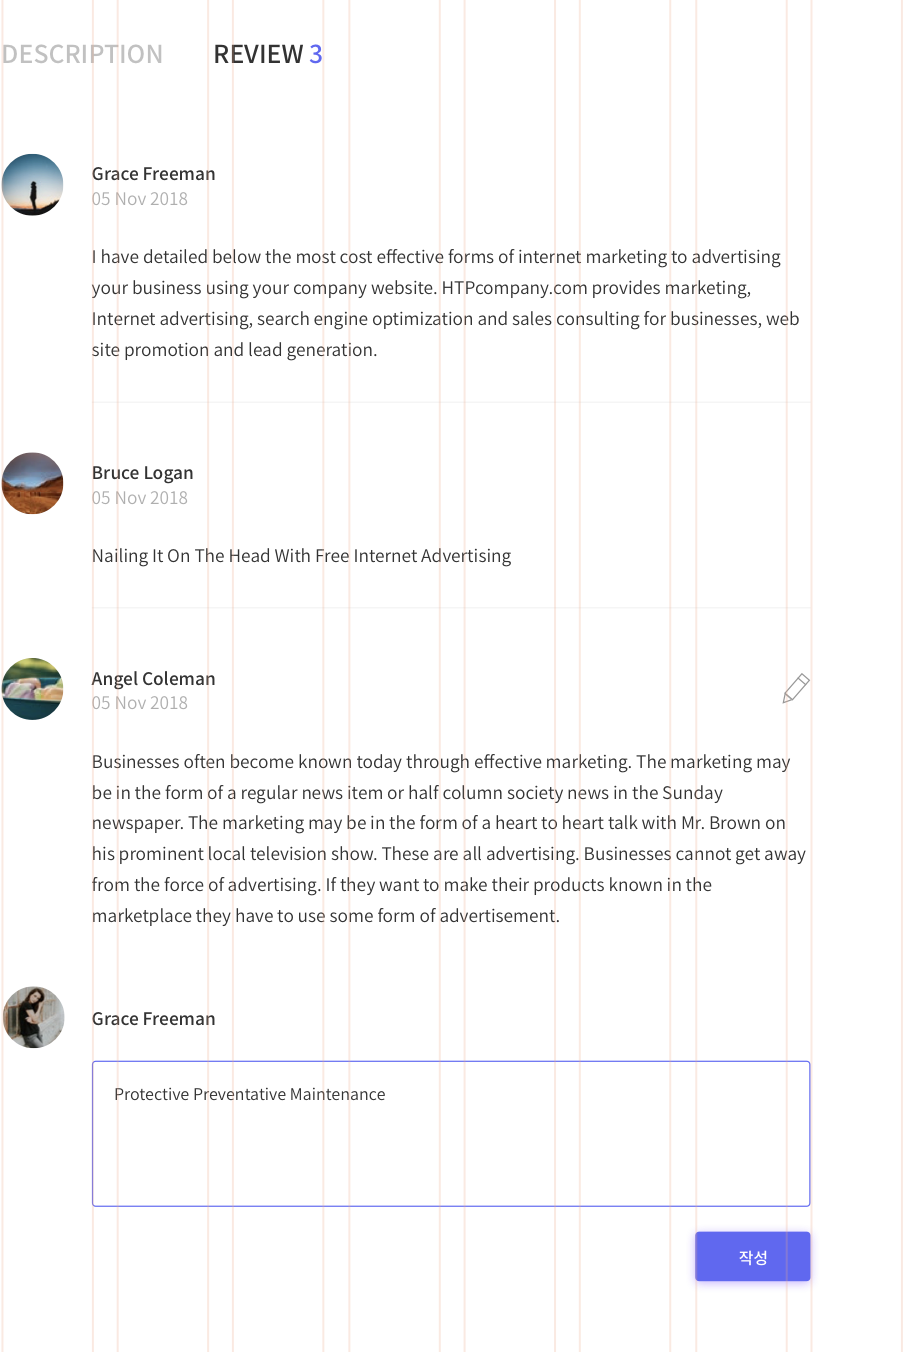 DESCRIPTION REVIEW 3
Grace Freeman
05 Nov 2018
I have detailed below the most cost effective forms of internet marketing to advertising
your business using your company website. HTPcompany.com provides marketing,
Internet advertising, search engine optimization and sales consulting for businesses, web
site promotion and lead generation.
Bruce Logan
05 Nov 2018
Nailing It On The Head With Free Internet Advertising
Angel Coleman
05 Nov 2018
Businesses often become known today through effective marketing. The marketing may
be in the form of a regular news item or half column society news in the Sunday
newspaper. The marketing may be in the form of a heart to heart talk with Mr. Brown on
his prominent local television show. These are all advertising. Businesses cannot get away
from the force of advertising. If they want to make their products known in the
marketplace they have to use some form of advertisement.
Grace Freeman
Protective Preventative Maintenance
작성